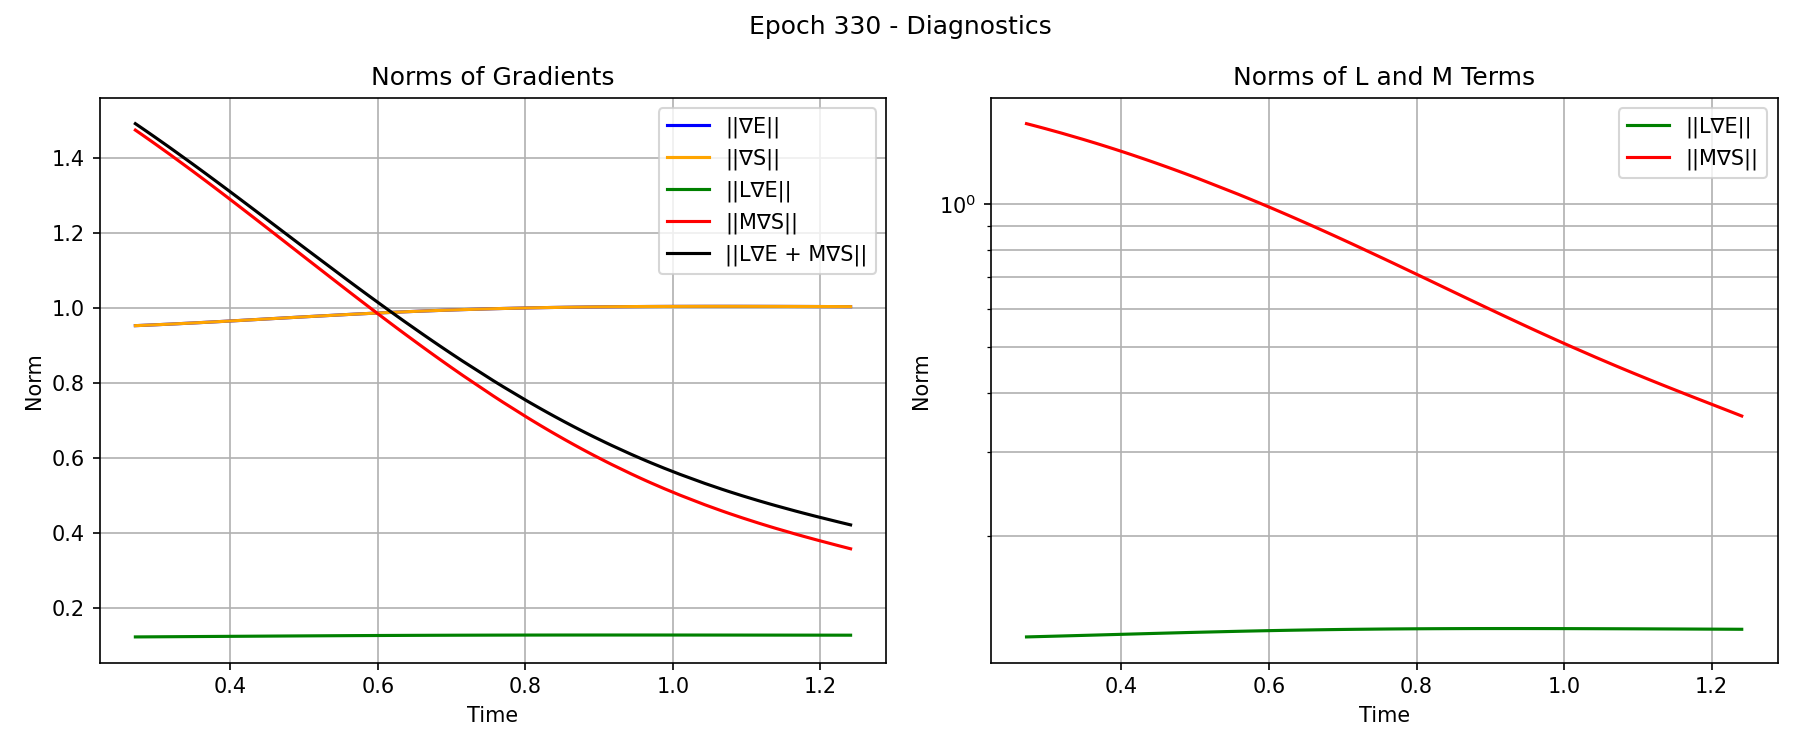 Epoch 330 - Diagnostics
Norms of Gradients
||∇E||
||∇S||
||L∇E||
||M∇S||
||L∇E + M∇S||
1.4
1.2
1.0
0.8
0.6
0.4
0.2
Norm
0.4
0.6
0.8
1.0
1.2
Time
Norms of L and M Terms
||L∇E||
||M∇S||
10⁰
Norm
0.4
0.6
0.8
1.0
1.2
Time